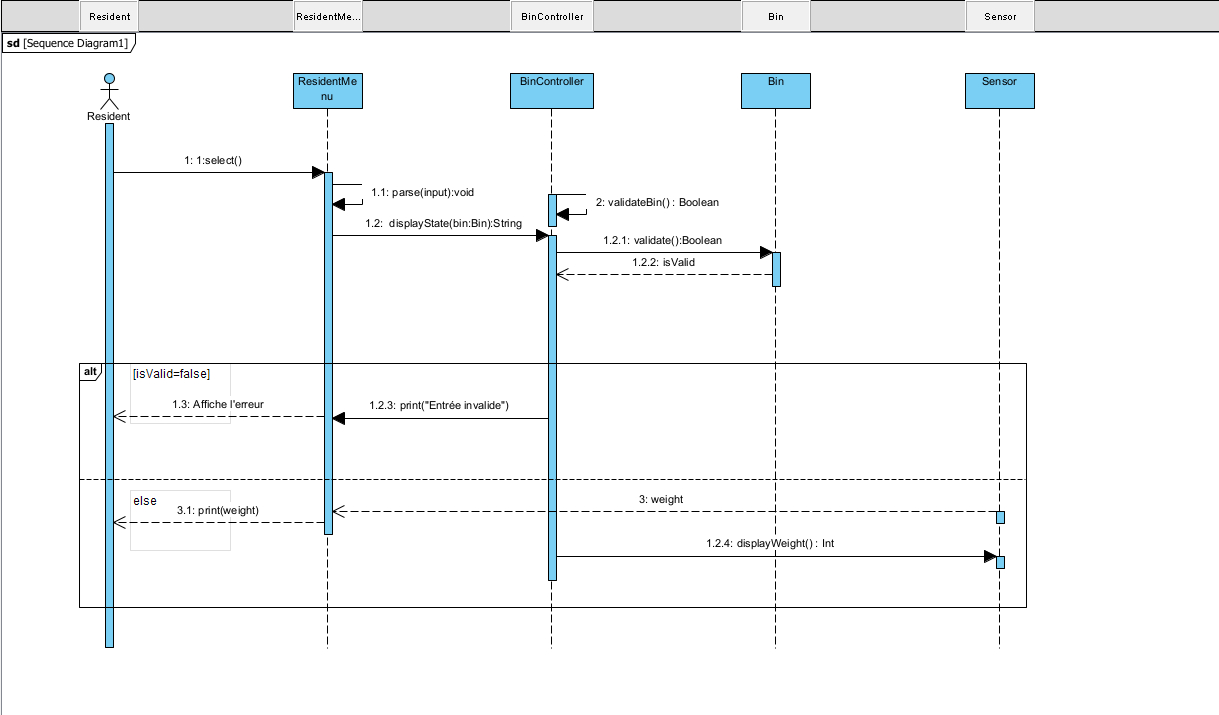 Resident
ResidentMe...
BinController
Bin
Sensor
sd [Sequence Diagram1]
Resident
ResidentMe
nu
BinController
Bin
Sensor
1: 1:select()
1.1: parse(input):void
2: validateBin() : Boolean
1.2:  displayState(bin:Bin):String
1.2.1: validate():Boolean
1.2.2: isValid
alt
[isValid=false]
1.3: Affiche l'erreur
1.2.3: print("Entrée invalide")
else
3: weight
3.1: print(weight)
1.2.4: displayWeight() : Int